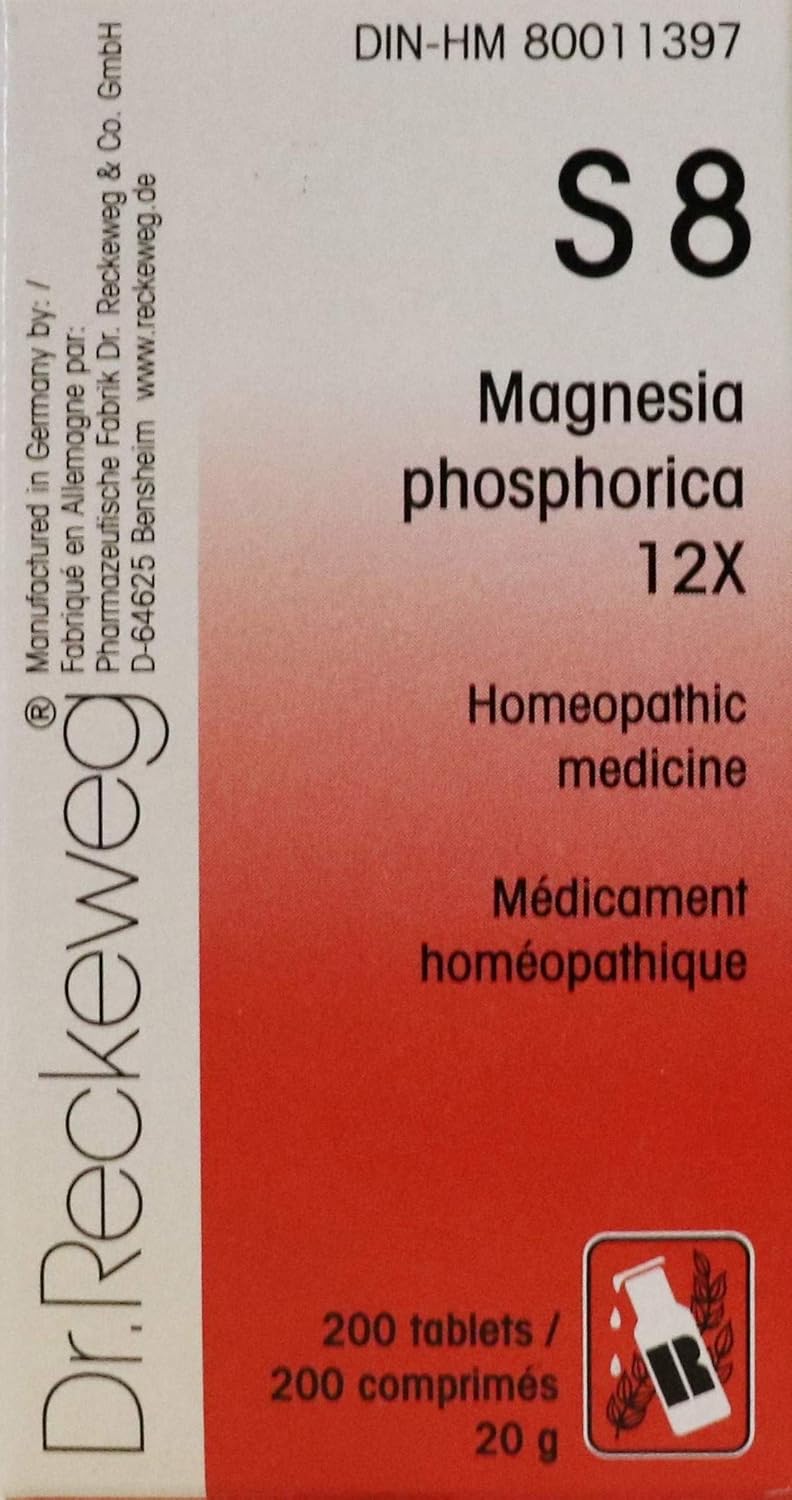 DIN-HM 80011397
S 8
Magnesia
phosphorica
12X
Homeopathic
medicine
Médicament
homéopathique
200 tablets /
200 comprimés
20 g
R
Dr.Reckeweg®
Manufactured in Germany by: /
Fabriqué en Allemagne par:
Pharmazeutische Fabrik Dr. Reckeweg & Co. GmbH
D-64625 Bensheim www.reckeweg.de